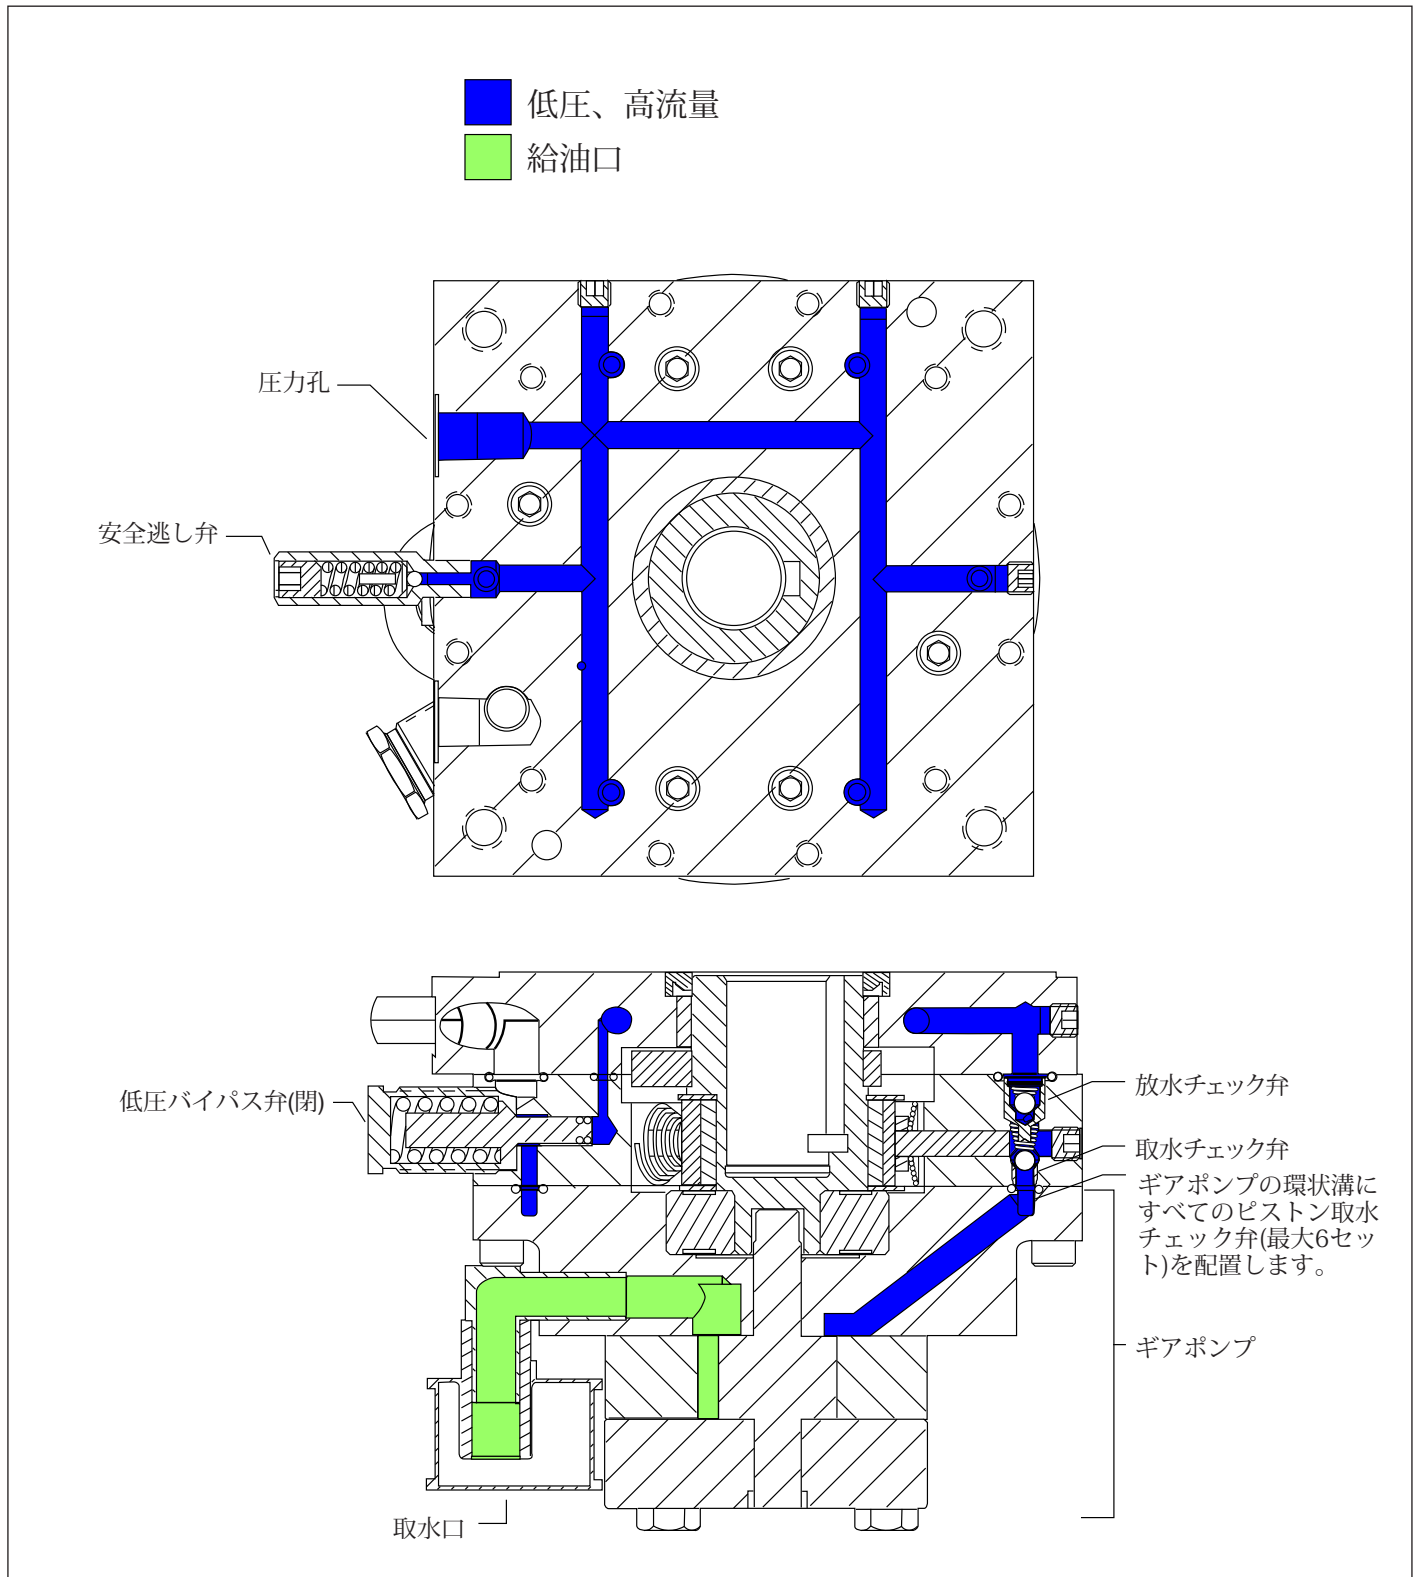 低圧、高流量
給油口
圧力孔
安全逃し弁
低圧バイパス弁(閉)
放水チェック弁
取水チェック弁
ギアポンプの環状溝に
すべてのピストン取水
チェック弁(最大6セッ
ト)を配置します。
ギアポンプ
取水口